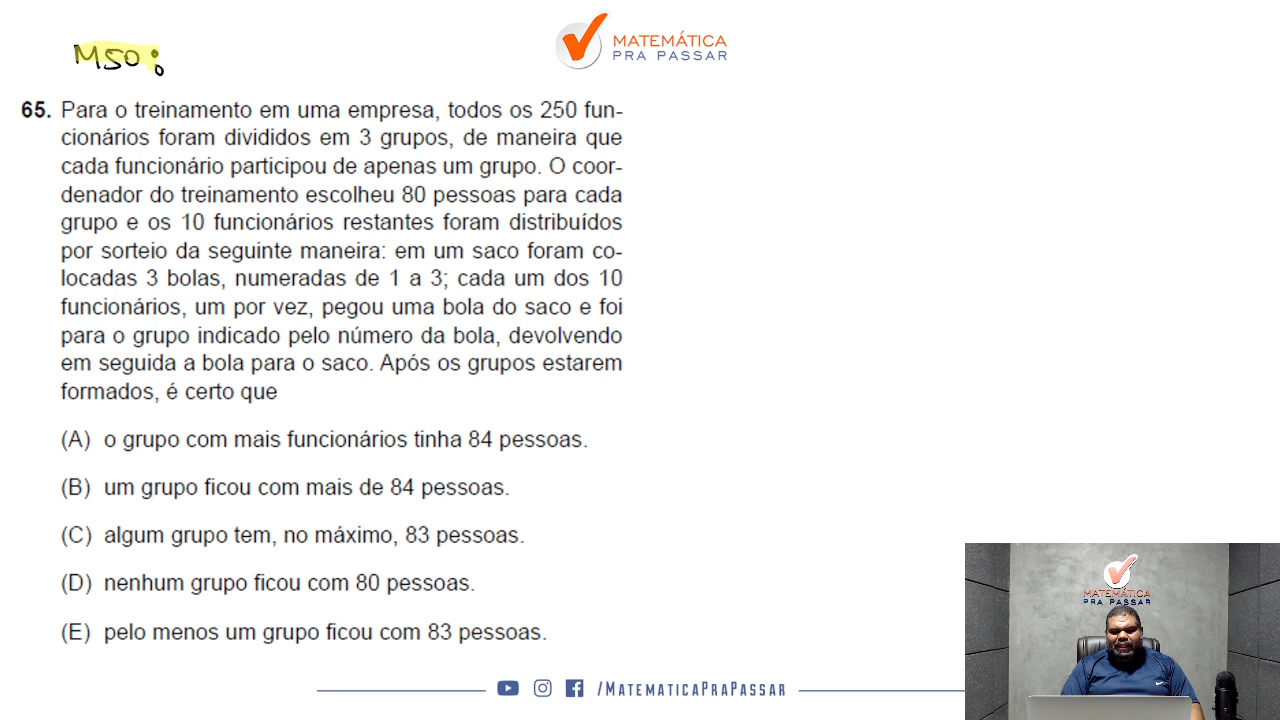 MATEMÁTICA
PRA PASSAR
MSO:
65. Para o treinamento em uma empresa, todos os 250 fun-
cionários foram divididos em 3 grupos, de maneira que
cada funcionário participou de apenas um grupo. O coor-
denador do treinamento escolheu 80 pessoas para cada
grupo e os 10 funcionários restantes foram distribuídos
por sorteio da seguinte maneira: em um saco foram co-
locadas 3 bolas, numeradas de 1 a 3; cada um dos 10
funcionários, um por vez, pegou uma bola do saco e foi
para o grupo indicado pelo número da bola, devolvendo
em seguida a bola para o saco. Após os grupos estarem
formados, é certo que
(A) o grupo com mais funcionários tinha 84 pessoas.
(B) um grupo ficou com mais de 84 pessoas.
(C) algum grupo tem, no máximo, 83 pessoas.
(D) nenhum grupo ficou com 80 pessoas.
(E) pelo menos um grupo ficou com 83 pessoas.
MATEMÁTICA
PRA PASSAR
/MATEMATICAPRAPASSAR